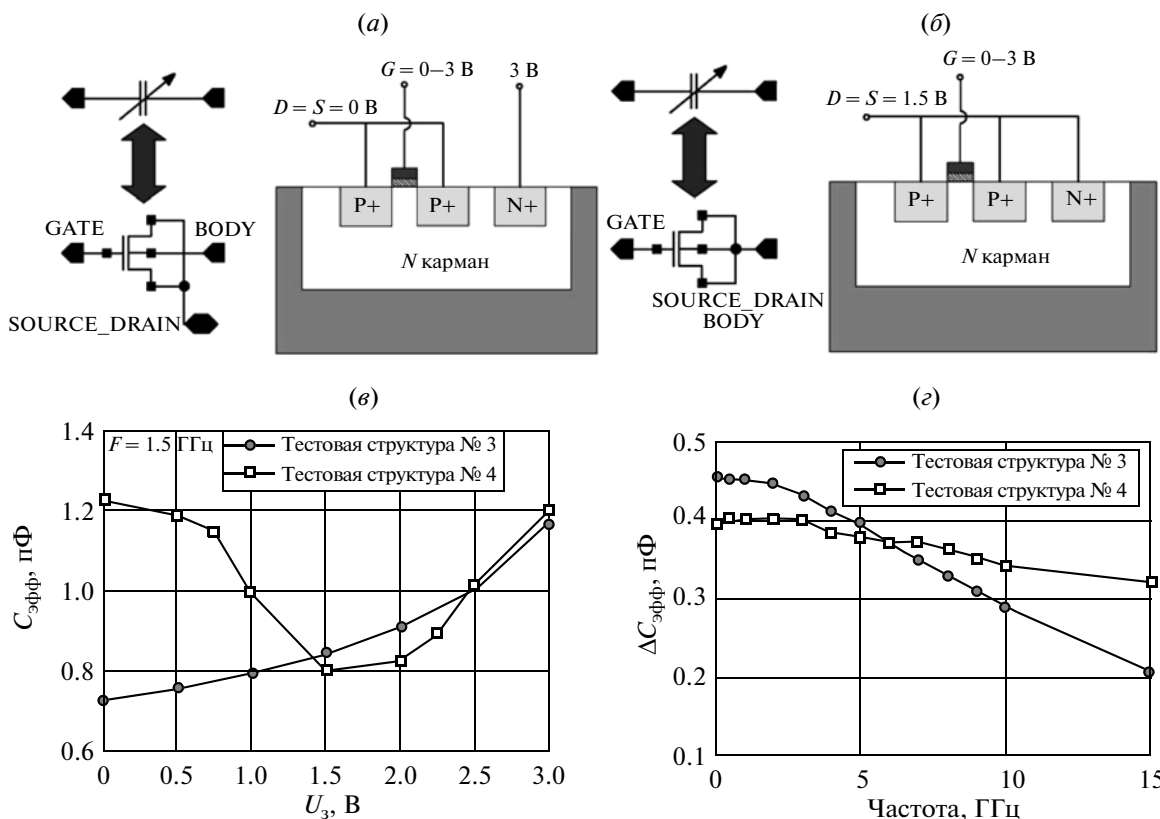 (а)
G = 0–3 В
3 В
D = S = 0 В
P+
P+
N+
GATE
BODY
N карман
SOURCE_DRAIN
(б)
G = 0–3 В
D = S = 1.5 В
P+
P+
N+
GATE
N карман
SOURCE_DRAIN
BODY
(в)
1.4
F = 1.5 ГГц
Тестовая структура № 3
Тестовая структура № 4
1.2
1.0
0.8
0.6
Cэфф, пФ
0
0.5
1.0
1.5
2.0
2.5
3.0
Uз, В
(г)
0.5
Тестовая структура № 3
Тестовая структура № 4
0.4
0.3
0.2
0.1
ΔCэфф, пФ
0
5
10
15
Частота, ГГц